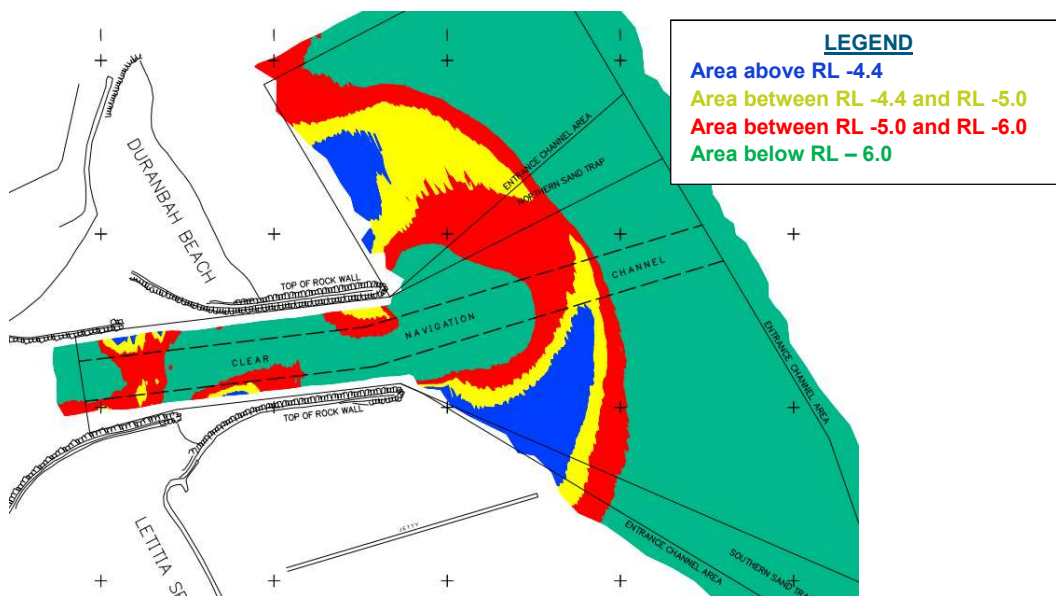 LEGEND
Area above RL -4.4
Area between RL -4.4 and RL -5.0
Area between RL -5.0 and RL -6.0
Area below RL – 6.0
DURANBAH BEACH
ENTRANCE CHANNEL AREA
NORTHERN SAND TRAP
TOP OF ROCK WALL
CHANNEL
NAVIGATION
CLEAR
ENTRANCE CHANNEL AREA
TOP OF ROCK WALL
JETTY
LETITIA SP
ENTRANCE CHANNEL AREA
SOUTHERN SAND TRA